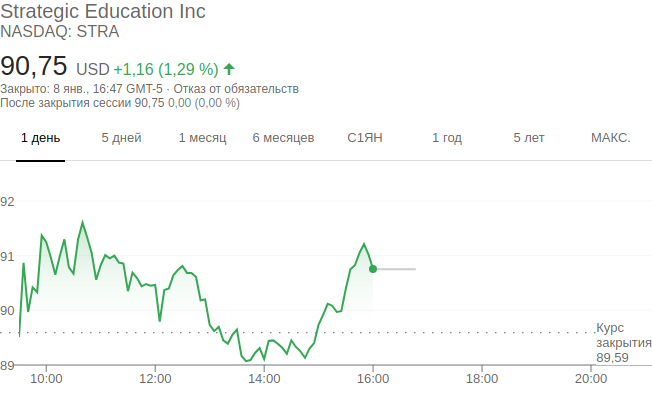 Strategic Education Inc
NASDAQ: STRA
90,75 USD +1,16 (1,29 %)
Закрыто: 8 янв., 16:47 GMT-5 · Отказ от обязательств
После закрытия сессии 90,75 0,00 (0,00 %)
1 день 5 дней 1 месяц 6 месяцев С1ЯН 1 год 5 лет МАКС.
92
91
90
Курс
закрытия
89,59
89
10:00 12:00 14:00 16:00 18:00 20:00